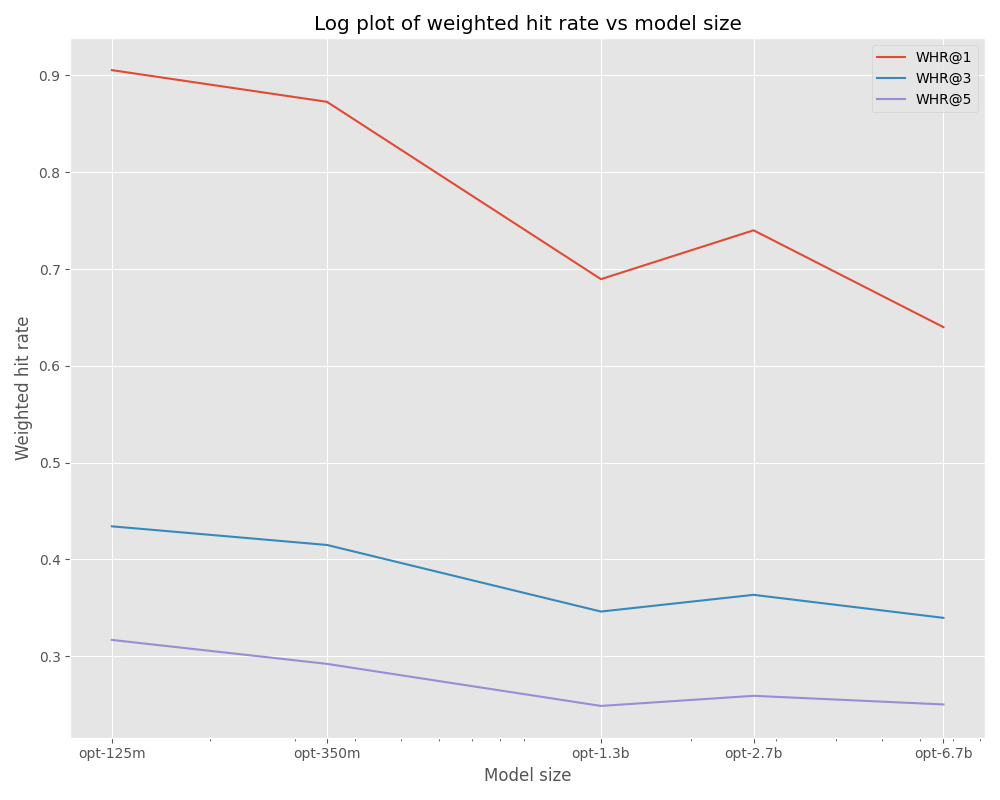 Log plot of weighted hit rate vs model size
WHR@1
WHR@3
WHR@5
Weighted hit rate
0.9
0.8
0.7
0.6
0.5
0.4
0.3
opt-125m opt-350m opt-1.3b opt-2.7b opt-6.7b
Model size